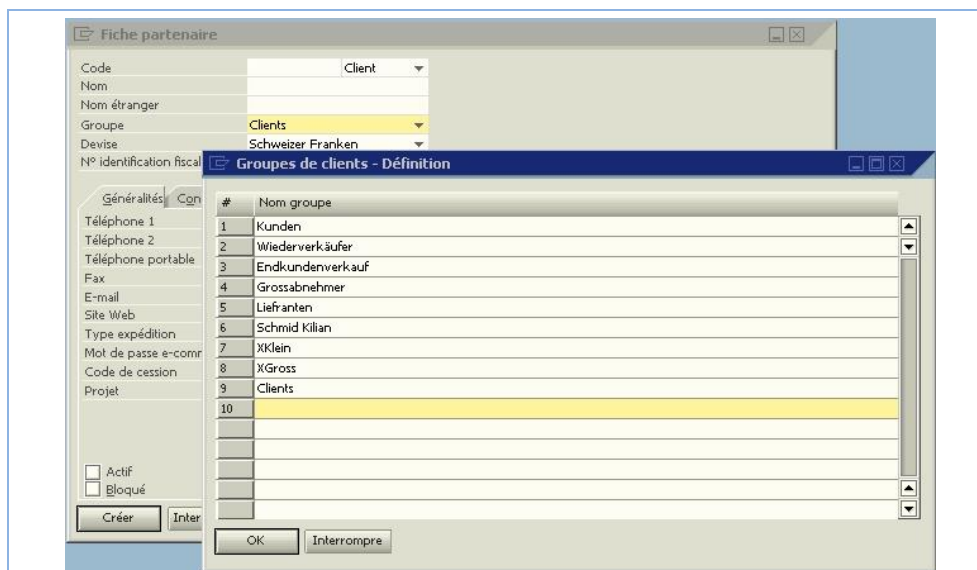 Fiche partenaire
Code Client
Nom
Nom étranger
Groupe Clients
Devise Schweizer Franken
Nº identification fiscal
Généralités Con
Téléphone 1
Téléphone 2
Téléphone portable
Fax
E-mail
Site Web
Type expédition
Mot de passe e-comr
Code de cession
Projet
Actif
Bloqué
Créer Inter
Groupes de clients - Définition
# Nom groupe
1 Kunden
2 Wiederverkäufer
3 Endkundenverkauf
4 Grossabnehmer
5 Liefranten
6 Schmid Kilian
7 XKlein
8 XGross
9 Clients
10
OK Interrompre